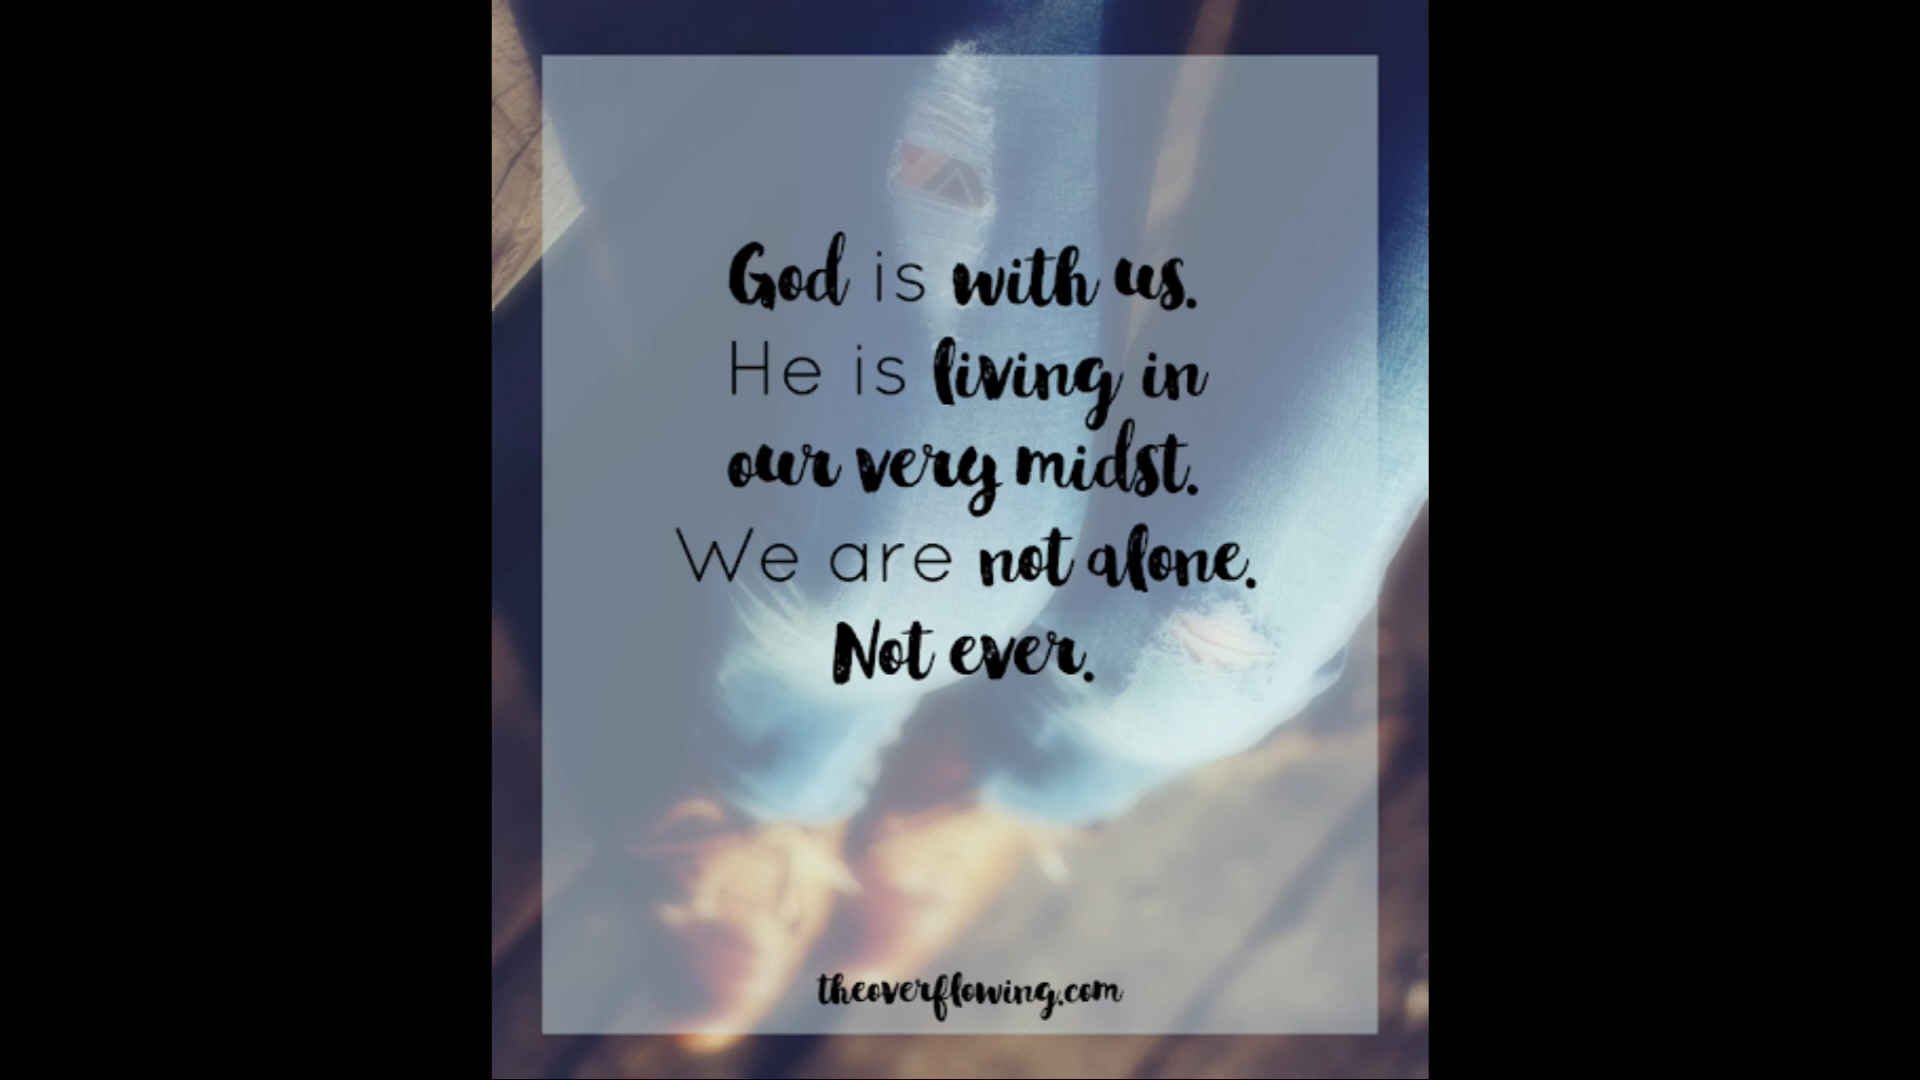 God is with us.
He is living in
our very midst.
We are not alone.
Not ever.
theoverflowing.com